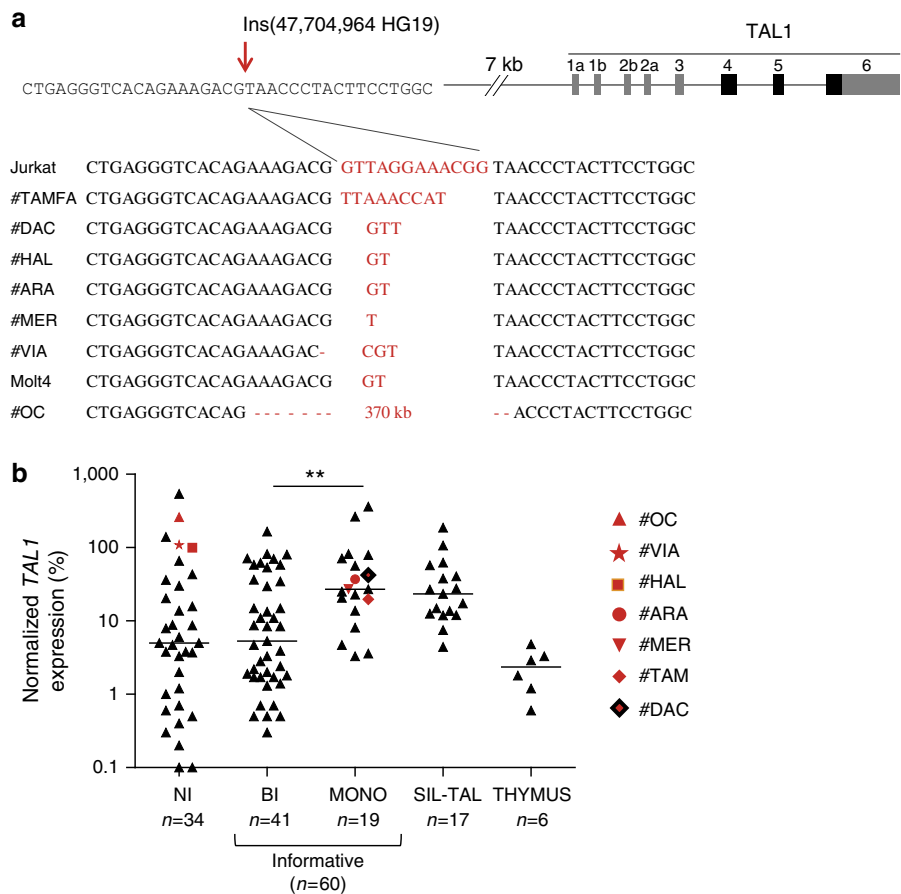 a
Ins(47,704,964 HG19)
TAL1
7 kb
1a 1b 2b 2a 3 4 5 6
CTGAGGGTCACAGAAAGACGTAACCCTACTTCCTGGC
Jurkat CTGAGGGTCACAGAAAGACG GTTAGGAAACGG TAACCCTACTTCCTGGC
#TAMFA CTGAGGGTCACAGAAAGACG TTAAACCAT TAACCCTACTTCCTGGC
#DAC CTGAGGGTCACAGAAAGACG GTT TAACCCTACTTCCTGGC
#HAL CTGAGGGTCACAGAAAGACG GT TAACCCTACTTCCTGGC
#ARA CTGAGGGTCACAGAAAGACG GT TAACCCTACTTCCTGGC
#MER CTGAGGGTCACAGAAAGACG T TAACCCTACTTCCTGGC
#VIA CTGAGGGTCACAGAAAGAC- CGT TAACCCTACTTCCTGGC
Molt4 CTGAGGGTCACAGAAAGACG GT TAACCCTACTTCCTGGC
#OC CTGAGGGTCACAG - - - - - - - 370 kb - - ACCCTACTTCCTGGC
b
Normalized TAL1
expression (%)
1,000
100
10
1
0.1
**
#OC
#VIA
#HAL
#ARA
#MER
#TAM
#DAC
NI BI MONO SIL-TAL THYMUS
n=34 n=41 n=19 n=17 n=6
Informative
(n=60)